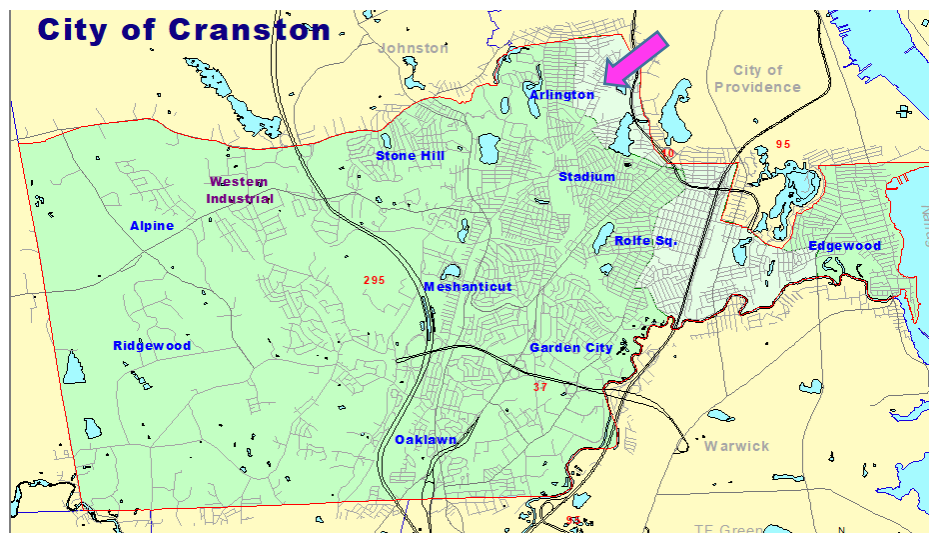 City of Cranston
Johnston
City of
Providence
Arlington
95
10
Stone Hill
Stadium
Western
Industrial
Alpine
Rolfe Sq.
Edgewood
295
Meshanticut
Ridgewood
Garden City
37
Oaklawn
Warwick
95
TF Green
N